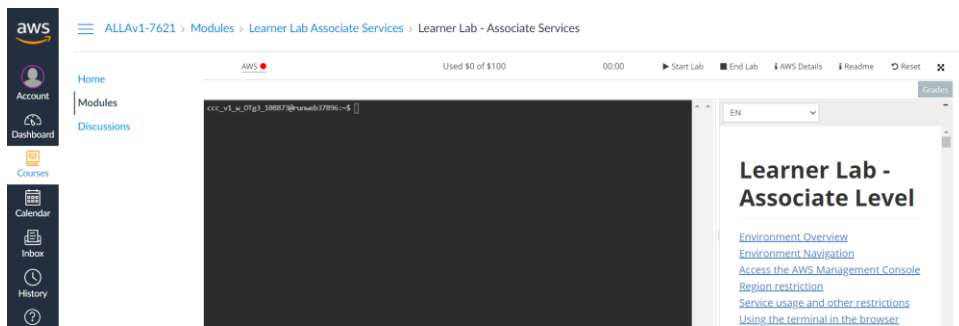 aws
ALLAv1-7621 > Modules > Learner Lab Associate Services > Learner Lab - Associate Services
AWS
Used $0 of $100
00:00
Start Lab
End Lab
AWS Details
Readme
Reset
Account
Dashboard
Courses
Calendar
Inbox
History
Home
Modules
Discussions
Grades
ccc_v1_w_OTg3_108873@runweb37896:~$
EN
Learner Lab -
Associate Level
Environment Overview
Environment Navigation
Access the AWS Management Console
Region restriction
Service usage and other restrictions
Using the terminal in the browser